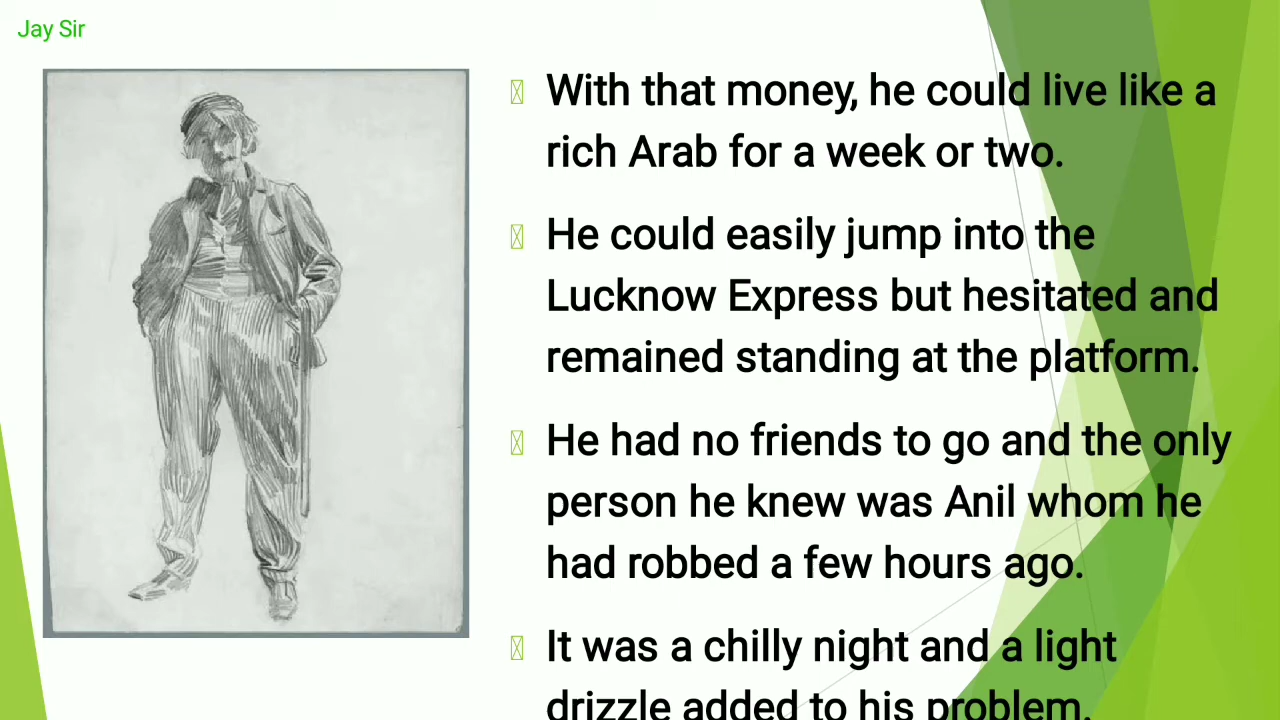 Jay Sir
With that money, he could live like a
rich Arab for a week or two.
He could easily jump into the
Lucknow Express but hesitated and
remained standing at the platform.
He had no friends to go and the only
person he knew was Anil whom he
had robbed a few hours ago.
It was a chilly night and a light
drizzle added to his problem.